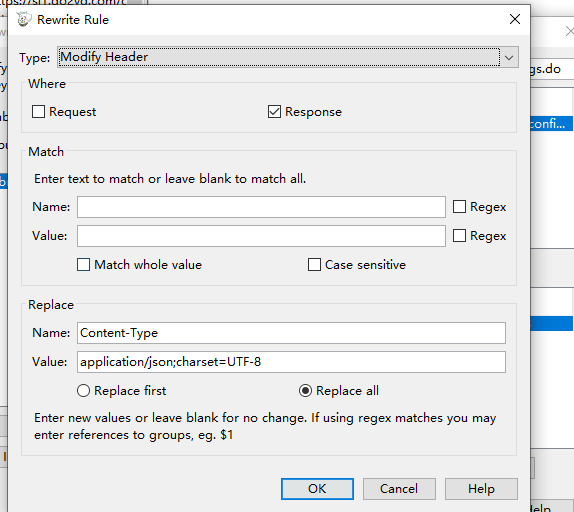 Rewrite Rule
Type: Modify Header
gs.do
Where
Request
Response
confi...
Match
Enter text to match or leave blank to match all.
Name:
Regex
Value:
Regex
Match whole value
Case sensitive
Replace
Name: Content-Type
Value: application/json;charset=UTF-8
Replace first
Replace all
Enter new values or leave blank for no change. If using regex matches you may
enter references to groups, eg. $1
OK
Cancel
Help